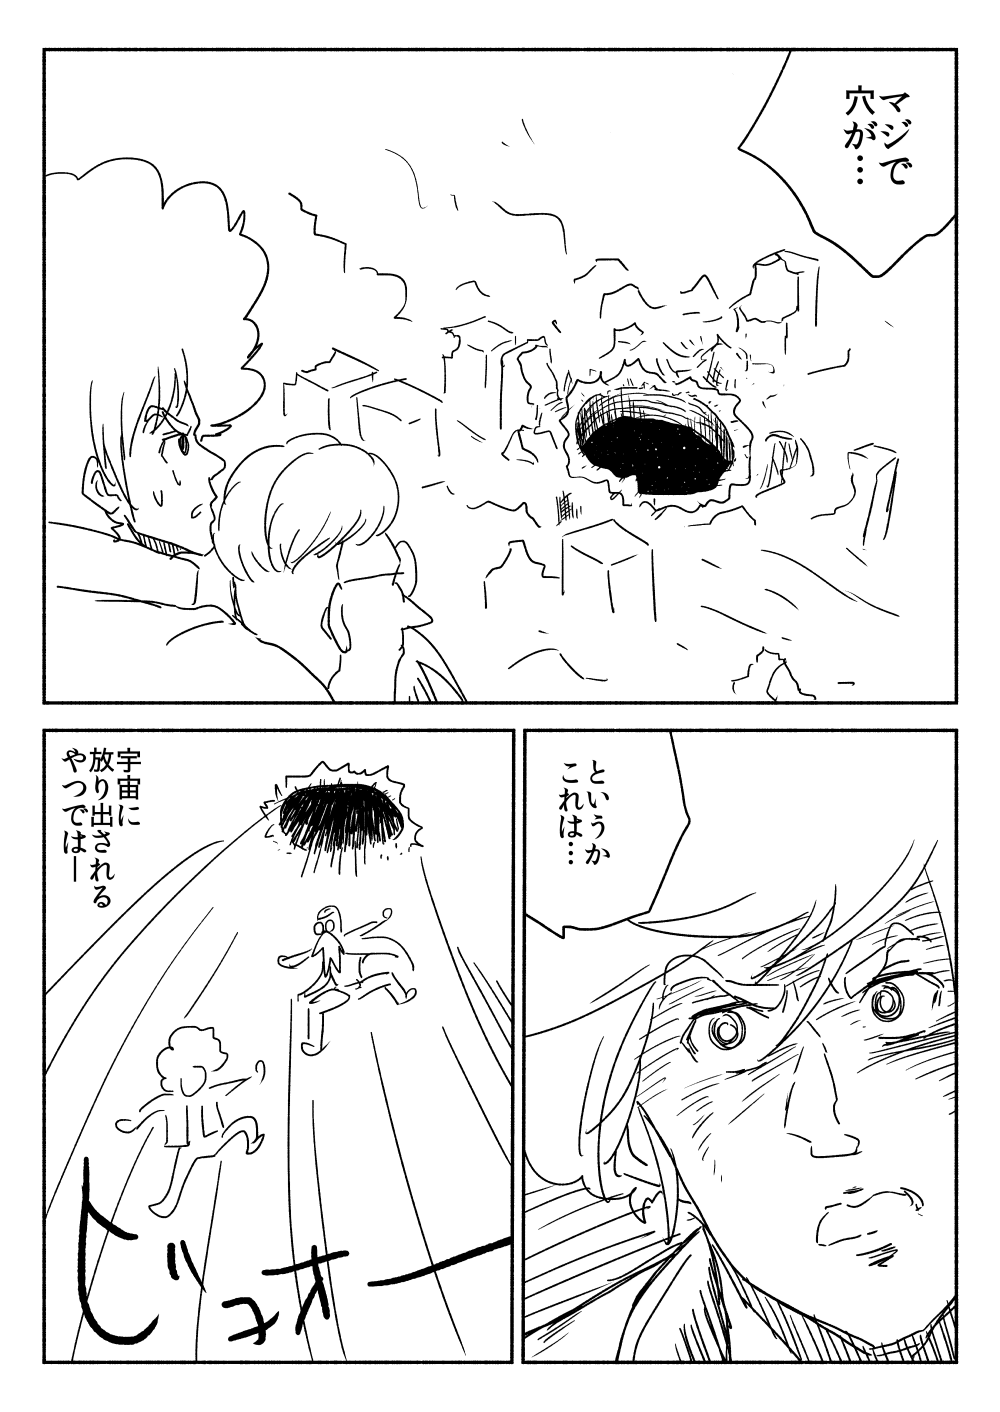 マジで
穴が…
というか
これは…
宇宙に
放り出される
やつではー
ビュオー